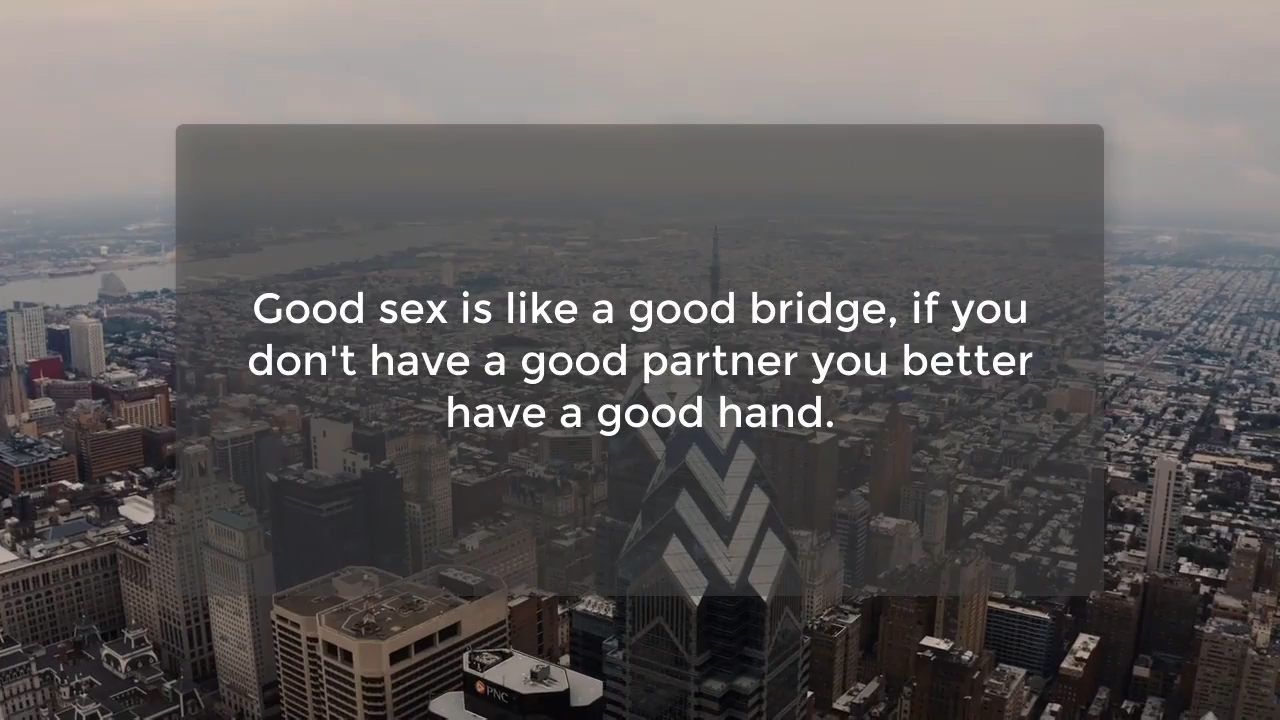 Good sex is like a good bridge, if you
don't have a good partner you better
have a good hand.
PNC